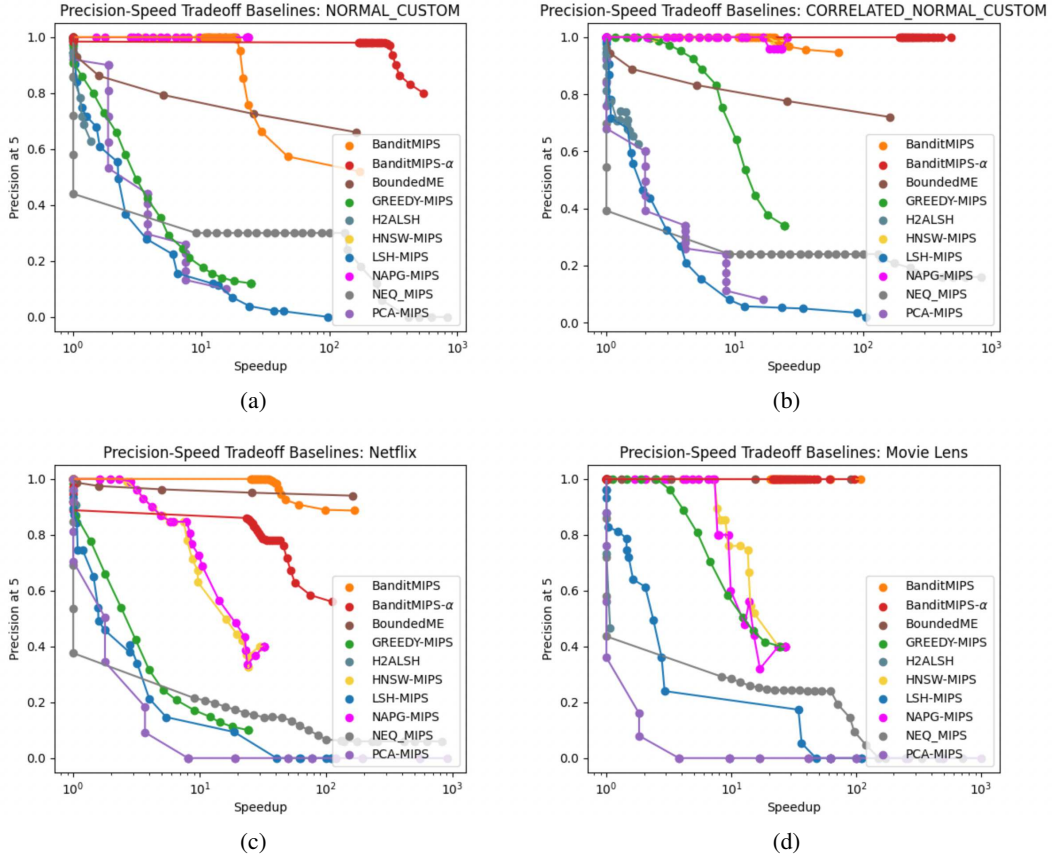 Precision-Speed Tradeoff Baselines: NORMAL_CUSTOM
1.0
0.8
0.6
0.4
0.2
0.0
Precision at 5
BanditMIPS
BanditMIPS-α
BoundedME
GREEDY-MIPS
H2ALSH
HNSW-MIPS
LSH-MIPS
NAPG-MIPS
NEQ_MIPS
PCA-MIPS
10⁰
10¹
10²
10³
Speedup
(a)
Precision-Speed Tradeoff Baselines: CORRELATED_NORMAL_CUSTOM
1.0
0.8
0.6
0.4
0.2
0.0
Precision at 5
BanditMIPS
BanditMIPS-α
BoundedME
GREEDY-MIPS
H2ALSH
HNSW-MIPS
LSH-MIPS
NAPG-MIPS
NEQ_MIPS
PCA-MIPS
10⁰
10¹
10²
10³
Speedup
(b)
Precision-Speed Tradeoff Baselines: Netflix
1.0
0.8
0.6
0.4
0.2
0.0
Precision at 5
BanditMIPS
BanditMIPS-α
BoundedME
GREEDY-MIPS
H2ALSH
HNSW-MIPS
LSH-MIPS
NAPG-MIPS
NEQ_MIPS
PCA-MIPS
10⁰
10¹
10²
10³
Speedup
(c)
Precision-Speed Tradeoff Baselines: Movie Lens
1.0
0.8
0.6
0.4
0.2
0.0
Precision at 5
BanditMIPS
BanditMIPS-α
BoundedME
GREEDY-MIPS
H2ALSH
HNSW-MIPS
LSH-MIPS
NAPG-MIPS
NEQ_MIPS
PCA-MIPS
10⁰
10¹
10²
10³
Speedup
(d)